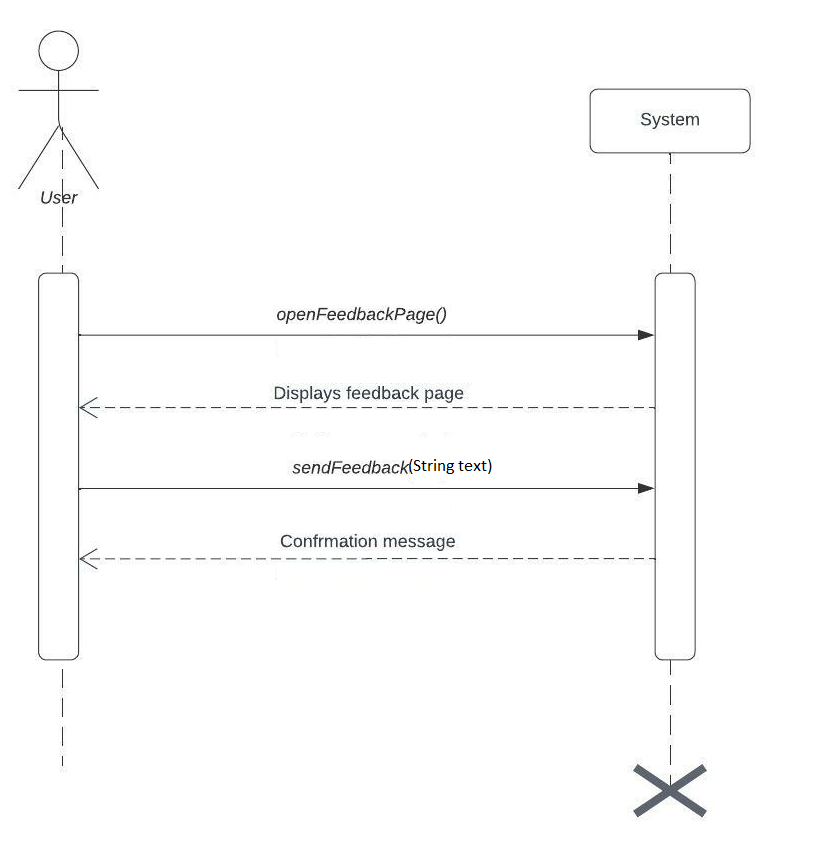 System
User
openFeedbackPage()
Displays feedback page
sendFeedback(String text)
Confrmation message